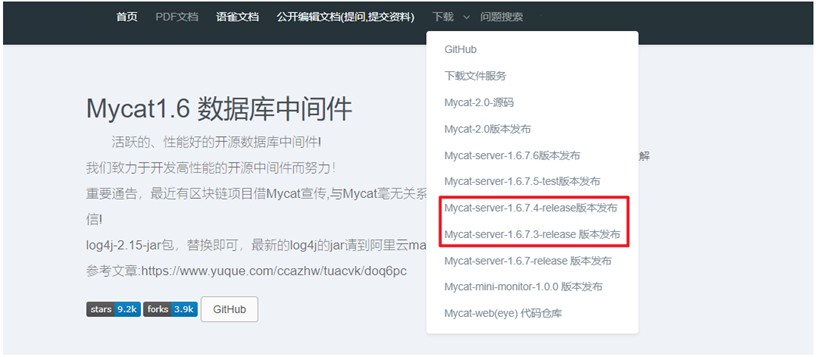 首页 PDF文档 语雀文档 公开编辑文档(提问,提交资料) 下载 问题搜索
Mycat1.6 数据库中间件
活跃的、性能好的开源数据库中间件!
我们致力于开发高性能的开源中间件而努力!
重要通告，最近有区块链项目借Mycat宣传,与Mycat毫无关系
解
信!
log4j-2.15-jar包，替换即可，最新的log4j的jar请到阿里云ma
参考文章:https://www.yuque.com/ccazhw/tuacvk/doq6pc
stars 9.2k forks 3.9k GitHub
GitHub
下载文件服务
Mycat-2.0-源码
Mycat-2.0版本发布
Mycat-server-1.6.7.6版本发布
Mycat-server-1.6.7.5-test版本发布
Mycat-server-1.6.7.4-release版本发布
Mycat-server-1.6.7.3-release 版本发布
Mycat-server-1.6.7-release 版本发布
Mycat-mini-monitor-1.0.0 版本发布
Mycat-web(eye) 代码仓库